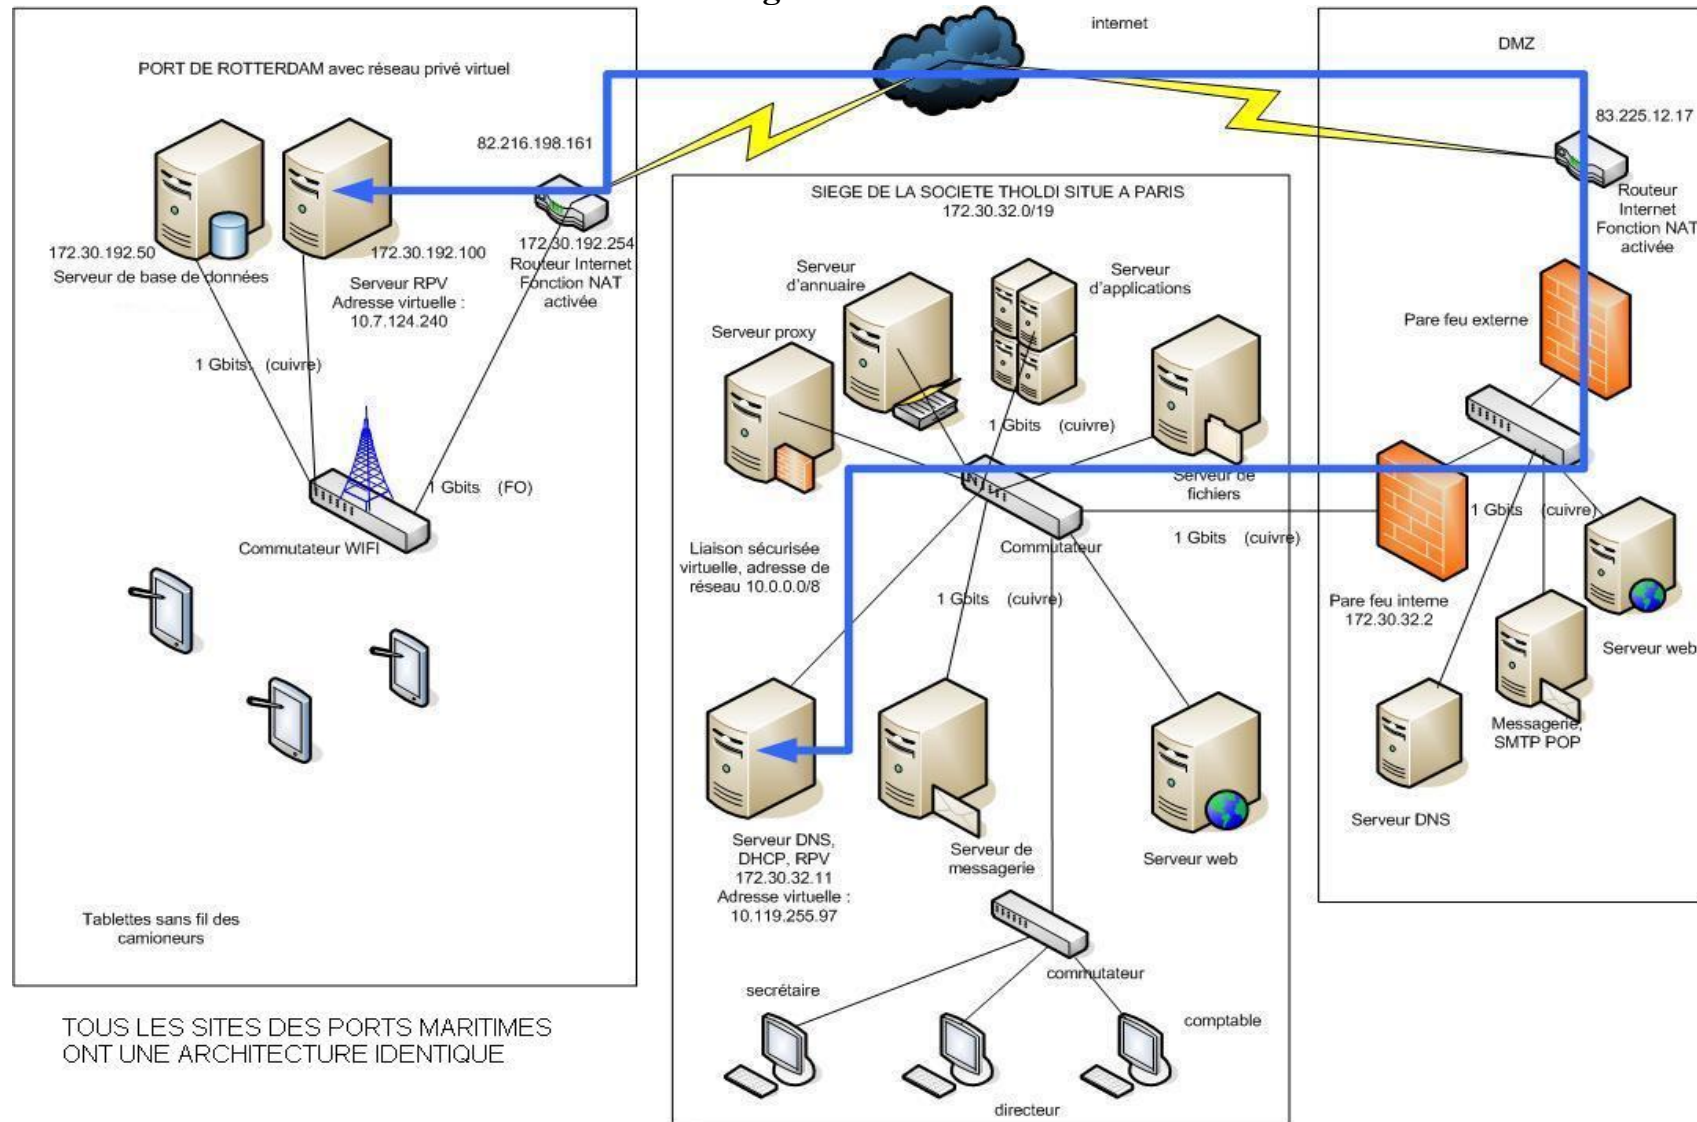 internet
DMZ
PORT DE ROTTERDAM avec réseau privé virtuel
82.216.198.161
83.225.12.17
Routeur
Internet
Fonction NAT
activée
SIEGE DE LA SOCIETE THOLDI SITUE A PARIS
172.30.32.0/19
172.30.192.50
Serveur de base de données
172.30.192.100
Serveur RPV
Adresse virtuelle :
10.7.124.240
172.30.192.254
Routeur Internet
Fonction NAT
activée
1 Gbits (cuivre)
1 Gbits (FO)
Commutateur WIFI
Tablettes sans fil des
camioneurs
TOUS LES SITES DES PORTS MARITIMES
ONT UNE ARCHITECTURE IDENTIQUE
Serveur
d'annuaire
Serveur
d'applications
Serveur proxy
1 Gbits (cuivre)
Serveur de
fichiers
Liaison sécurisée
virtuelle, adresse de
réseau 10.0.0.0/8
Commutateur
1 Gbits (cuivre)
1 Gbits (cuivre)
Serveur DNS,
DHCP, RPV
172.30.32.11
Adresse virtuelle :
10.119.255.97
Serveur de
messagerie
Serveur web
commutateur
secrétaire
comptable
directeur
Pare feu externe
1 Gbits (cuivre)
Pare feu interne
172.30.32.2
Serveur web
Messagerie,
SMTP POP
Serveur DNS